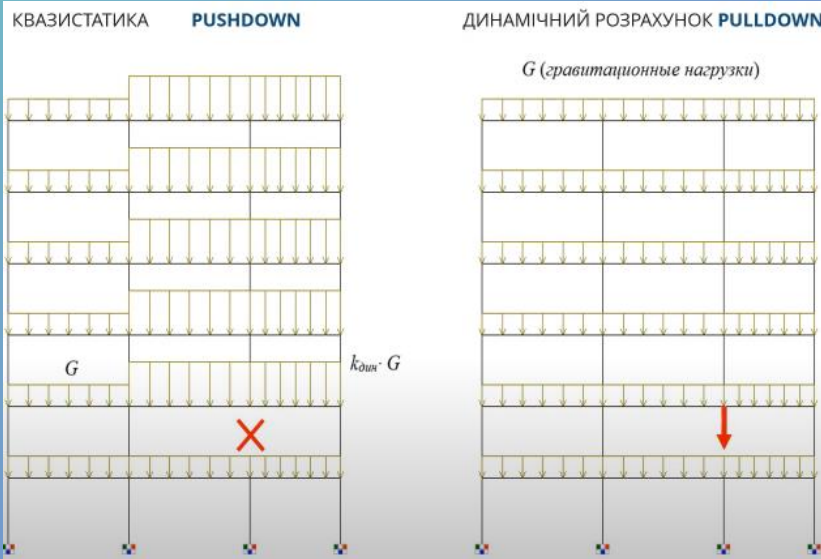 КВАЗИСТАТИКА PUSHDOWN
ДИНАМІЧНИЙ РОЗРАХУНОК PULLDOWN
G (гравитационные нагрузки)
G
kдин· G